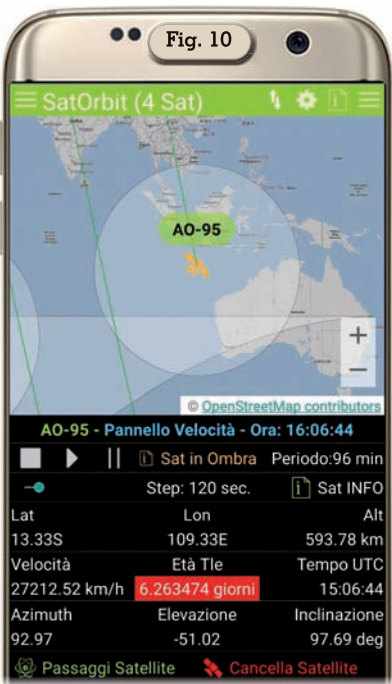 Fig. 10
SatOrbit (4 Sat)
AO-95
+
−
© OpenStreetMap contributors
AO-95 - Pannello Velocità - Ora: 16:06:44
Sat in Ombra Periodo:96 min
Step: 120 sec. Sat INFO
Lat Lon Alt
13.33S 109.33E 593.78 km
Velocità Età Tle Tempo UTC
27212.52 km/h 6.263474 giorni 15:06:44
Azimuth Elevazione Inclinazione
92.97 -51.02 97.69 deg
Passaggi Satellite Cancella Satellite